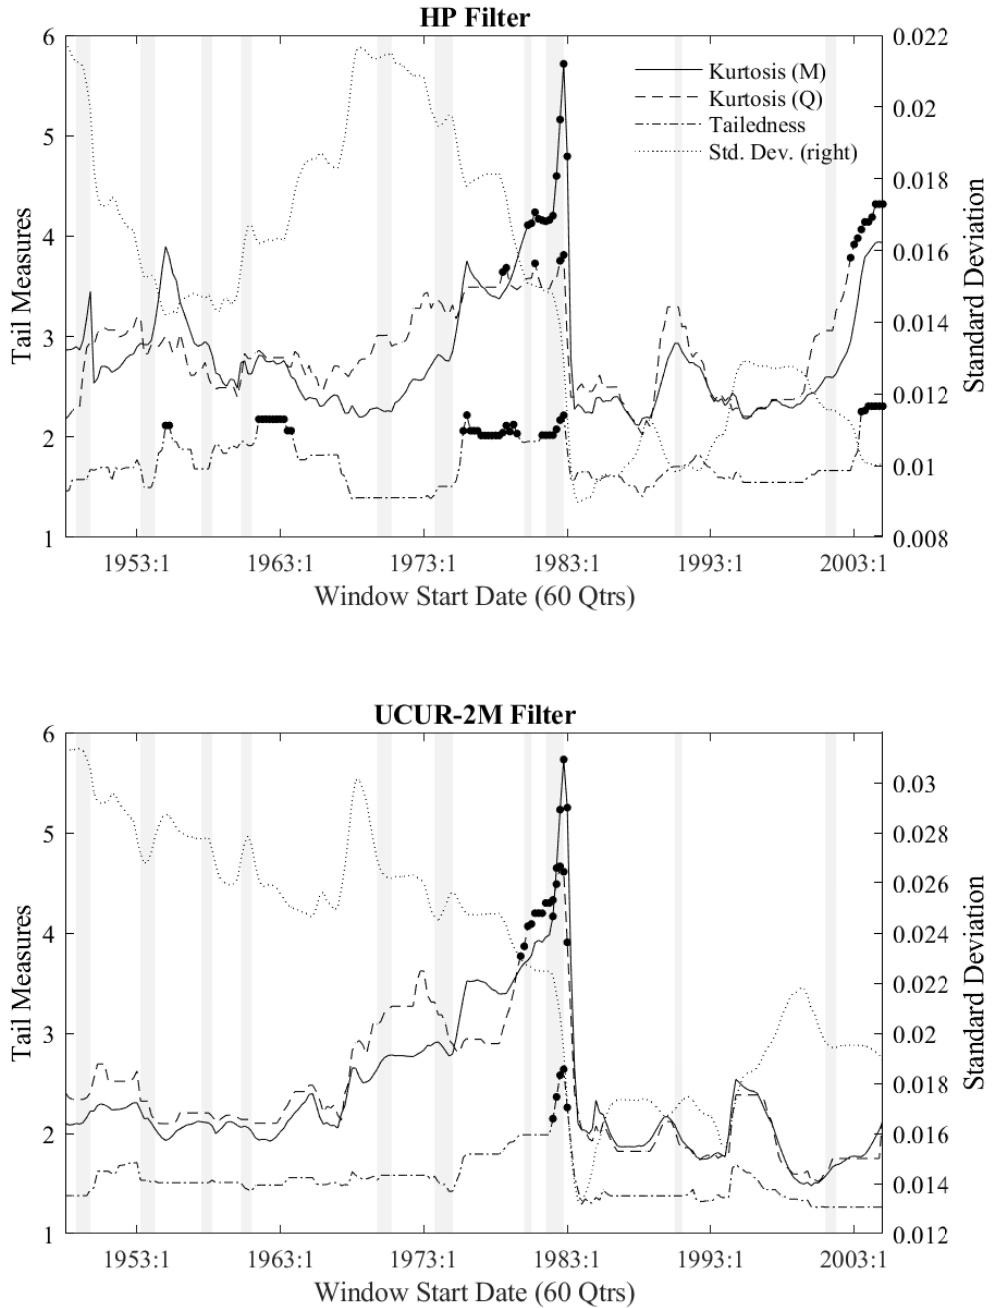 HP Filter
6
5
4
3
2
1
Tail Measures
0.022
0.02
0.018
0.016
0.014
0.012
0.01
0.008
Standard Deviation
Kurtosis (M)
Kurtosis (Q)
Tailedness
Std. Dev. (right)
1953:1 1963:1 1973:1 1983:1 1993:1 2003:1
Window Start Date (60 Qtrs)
UCUR-2M Filter
6
5
4
3
2
1
Tail Measures
0.03
0.028
0.026
0.024
0.022
0.02
0.018
0.016
0.014
0.012
Standard Deviation
1953:1 1963:1 1973:1 1983:1 1993:1 2003:1
Window Start Date (60 Qtrs)